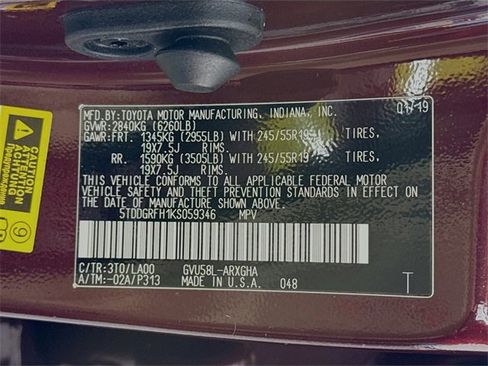 MFD.BY:TOYOTA MOTOR MANUFACTURING, INDIANA, INC. 01/19
GVWR: 2840KG (6260LB)
GAWR:FRT. 1345KG (2955LB) WITH 245/55R19 TIRES,
19X7.5J RIMS.
RR. 1590KG (3505LB) WITH 245/55R19 TIRES,
19X7.5J RIMS.
THIS VEHICLE CONFORMS TO ALL APPLICABLE FEDERAL MOTOR
VEHICLE SAFETY AND THEFT PREVENTION STANDARDS IN EFFECT ON
THE DATE OF MANUFACTURE SHOWN ABOVE.
5TDDGRFH1KS059346 MPV
C/TR:3T0/LA00 GVU58L-ARXGHA
A/TM:-02A/P313 MADE IN U.S.A. 048 T